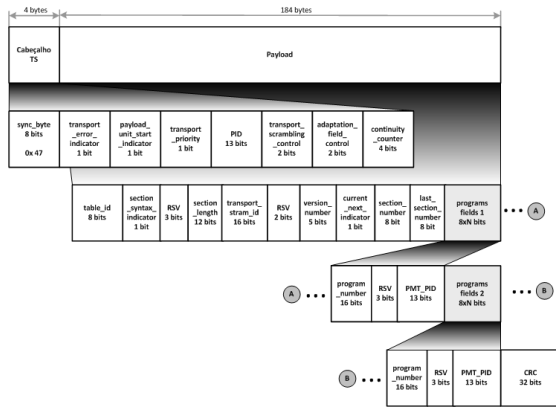 4 bytes
184 bytes
Cabeçalho
TS
Payload
sync_byte
8 bits
0x 47
transport
_error_
indicator
1 bit
payload_
unit_start
_indicator
1 bit
transport
_priority
1 bit
PID
13 bits
transport_
scrambling
_control
2 bits
adaptation_
field_
control
2 bits
continuity
_counter
4 bits
table_id
8 bits
section
_syntax_
indicator
1 bit
RSV
3 bits
section
_length
12 bits
transport_
stram_id
16 bits
RSV
2 bits
version_
number
5 bits
current
_next_
indicator
1 bit
section_
number
8 bit
last_
section_
number
8 bit
programs
fields 1
8xN bits
A
A
program
_number
16 bits
RSV
3 bits
PMT_PID
13 bits
programs
fields 2
8xN bits
B
B
program
_number
16 bits
RSV
3 bits
PMT_PID
13 bits
CRC
32 bits